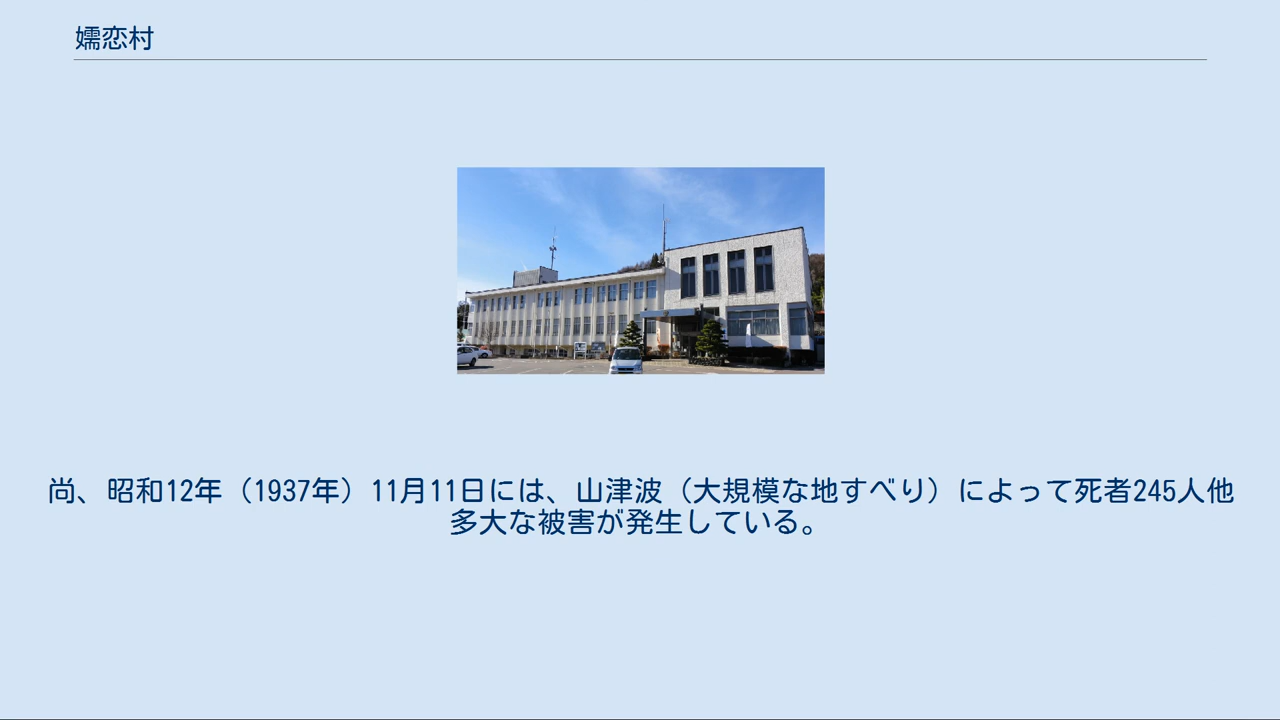 嬬恋村
尚、昭和12年（1937年）11月11日には、山津波（大規模な地すべり）によって死者245人他
多大な被害が発生している。